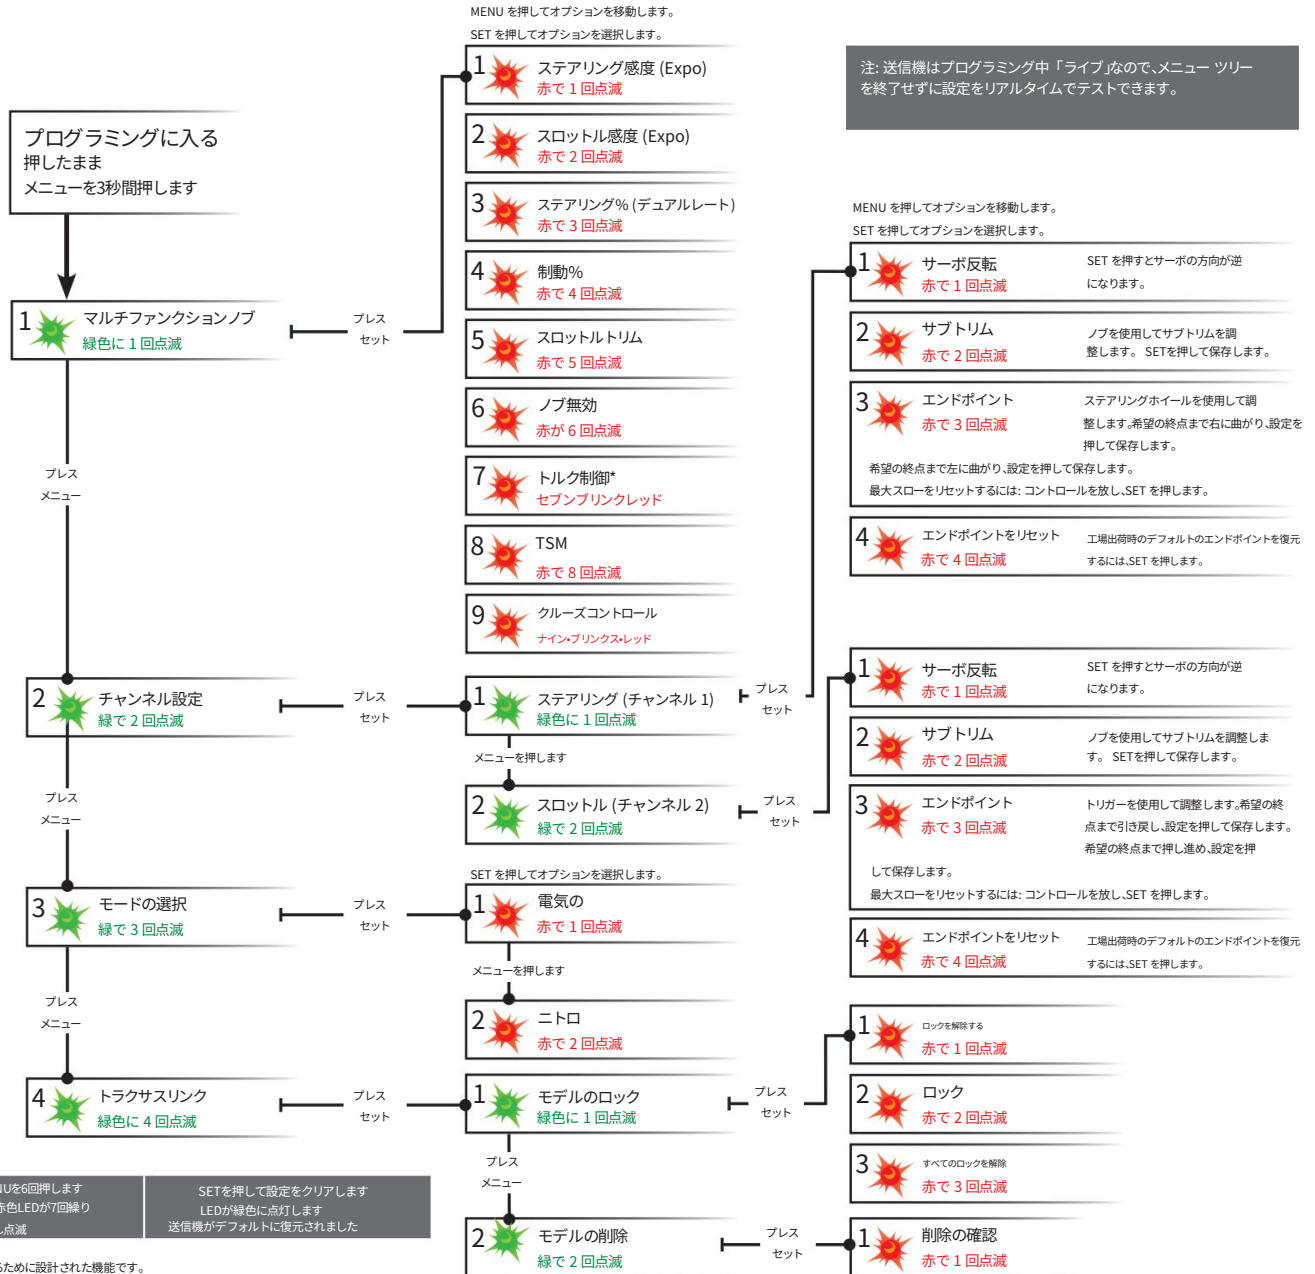 MENU を押してオプションを移動します。
SET を押してオプションを選択します。
1 ステアリング感度 (Expo)
赤で 1 回点滅
2 スロットル感度 (Expo)
赤で 2 回点滅
3 ステアリング% (デュアルレート)
赤で 3 回点滅
4 制動%
赤で 4 回点滅
5 スロットルトリム
赤で 5 回点滅
6 ノブ無効
赤が 6 回点滅
7 トルク制御*
セブンブリンクレッド
8 TSM
赤で 8 回点滅
9 クルーズコントロール
ナイン・ブリンクス・レッド
注: 送信機はプログラミング中「ライブ」なので、メニュー ツリー
を終了せずに設定をリアルタイムでテストできます。
プログラミングに入る
押したまま
メニューを3秒間押します
1 マルチファンクションノブ
緑色に 1 回点滅
プレス
セット
プレス
メニュー
2 チャンネル設定
緑で 2 回点滅
プレス
セット
1 ステアリング (チャンネル 1)
緑色に 1 回点滅
プレス
セット
メニューを押します
2 スロットル (チャンネル 2)
緑で 2 回点滅
プレス
セット
MENU を押してオプションを移動します。
SET を押してオプションを選択します。
1 サーボ反転
赤で 1 回点滅
SET を押すとサーボの方向が逆
になります。
2 サブトリム
赤で 2 回点滅
ノブを使用してサブトリムを調
整します。 SETを押して保存します。
3 エンドポイント
赤で 3 回点滅
ステアリングホイールを使用して調
整します。希望の終点まで右に曲がり、設定を
押して保存します。
希望の終点まで左に曲がり、設定を押して保存します。
最大スローをリセットするには: コントロールを放し、SET を押します。
4 エンドポイントをリセット
赤で 4 回点滅
工場出荷時のデフォルトのエンドポイントを復元
するには、SET を押します。
1 サーボ反転
赤で 1 回点滅
SET を押すとサーボの方向が逆
になります。
2 サブトリム
赤で 2 回点滅
ノブを使用してサブトリムを調整しま
す。 SETを押して保存します。
3 エンドポイント
赤で 3 回点滅
トリガーを使用して調整します。希望の終
点まで引き戻し、設定を押して保存します。
希望の終点まで押し進め、設定を押
して保存します。
最大スローをリセットするには: コントロールを放し、SET を押します。
4 エンドポイントをリセット
赤で 4 回点滅
工場出荷時のデフォルトのエンドポイントを復元
するには、SET を押します。
プレス
メニュー
3 モードの選択
緑で 3 回点滅
プレス
セット
SET を押してオプションを選択します。
1 電気の
赤で 1 回点滅
メニューを押します
2 ニトロ
赤で 2 回点滅
プレス
メニュー
4 トラクサスリンク
緑色に 4 回点滅
プレス
セット
1 モデルのロック
緑色に 1 回点滅
プレス
セット
1 ロックを解除する
赤で 1 回点滅
2 ロック
赤で 2 回点滅
3 すべてのロックを解除
赤で 3 回点滅
プレス
メニュー
2 モデルの削除
緑で 2 回点滅
プレス
セット
1 削除の確認
赤で 1 回点滅
NUを6回押します
赤色LEDが7回繰り
し点滅
SETを押して設定をクリアします
LEDが緑色に点灯します
送信機がデフォルトに復元されました
るために設計された機能です。